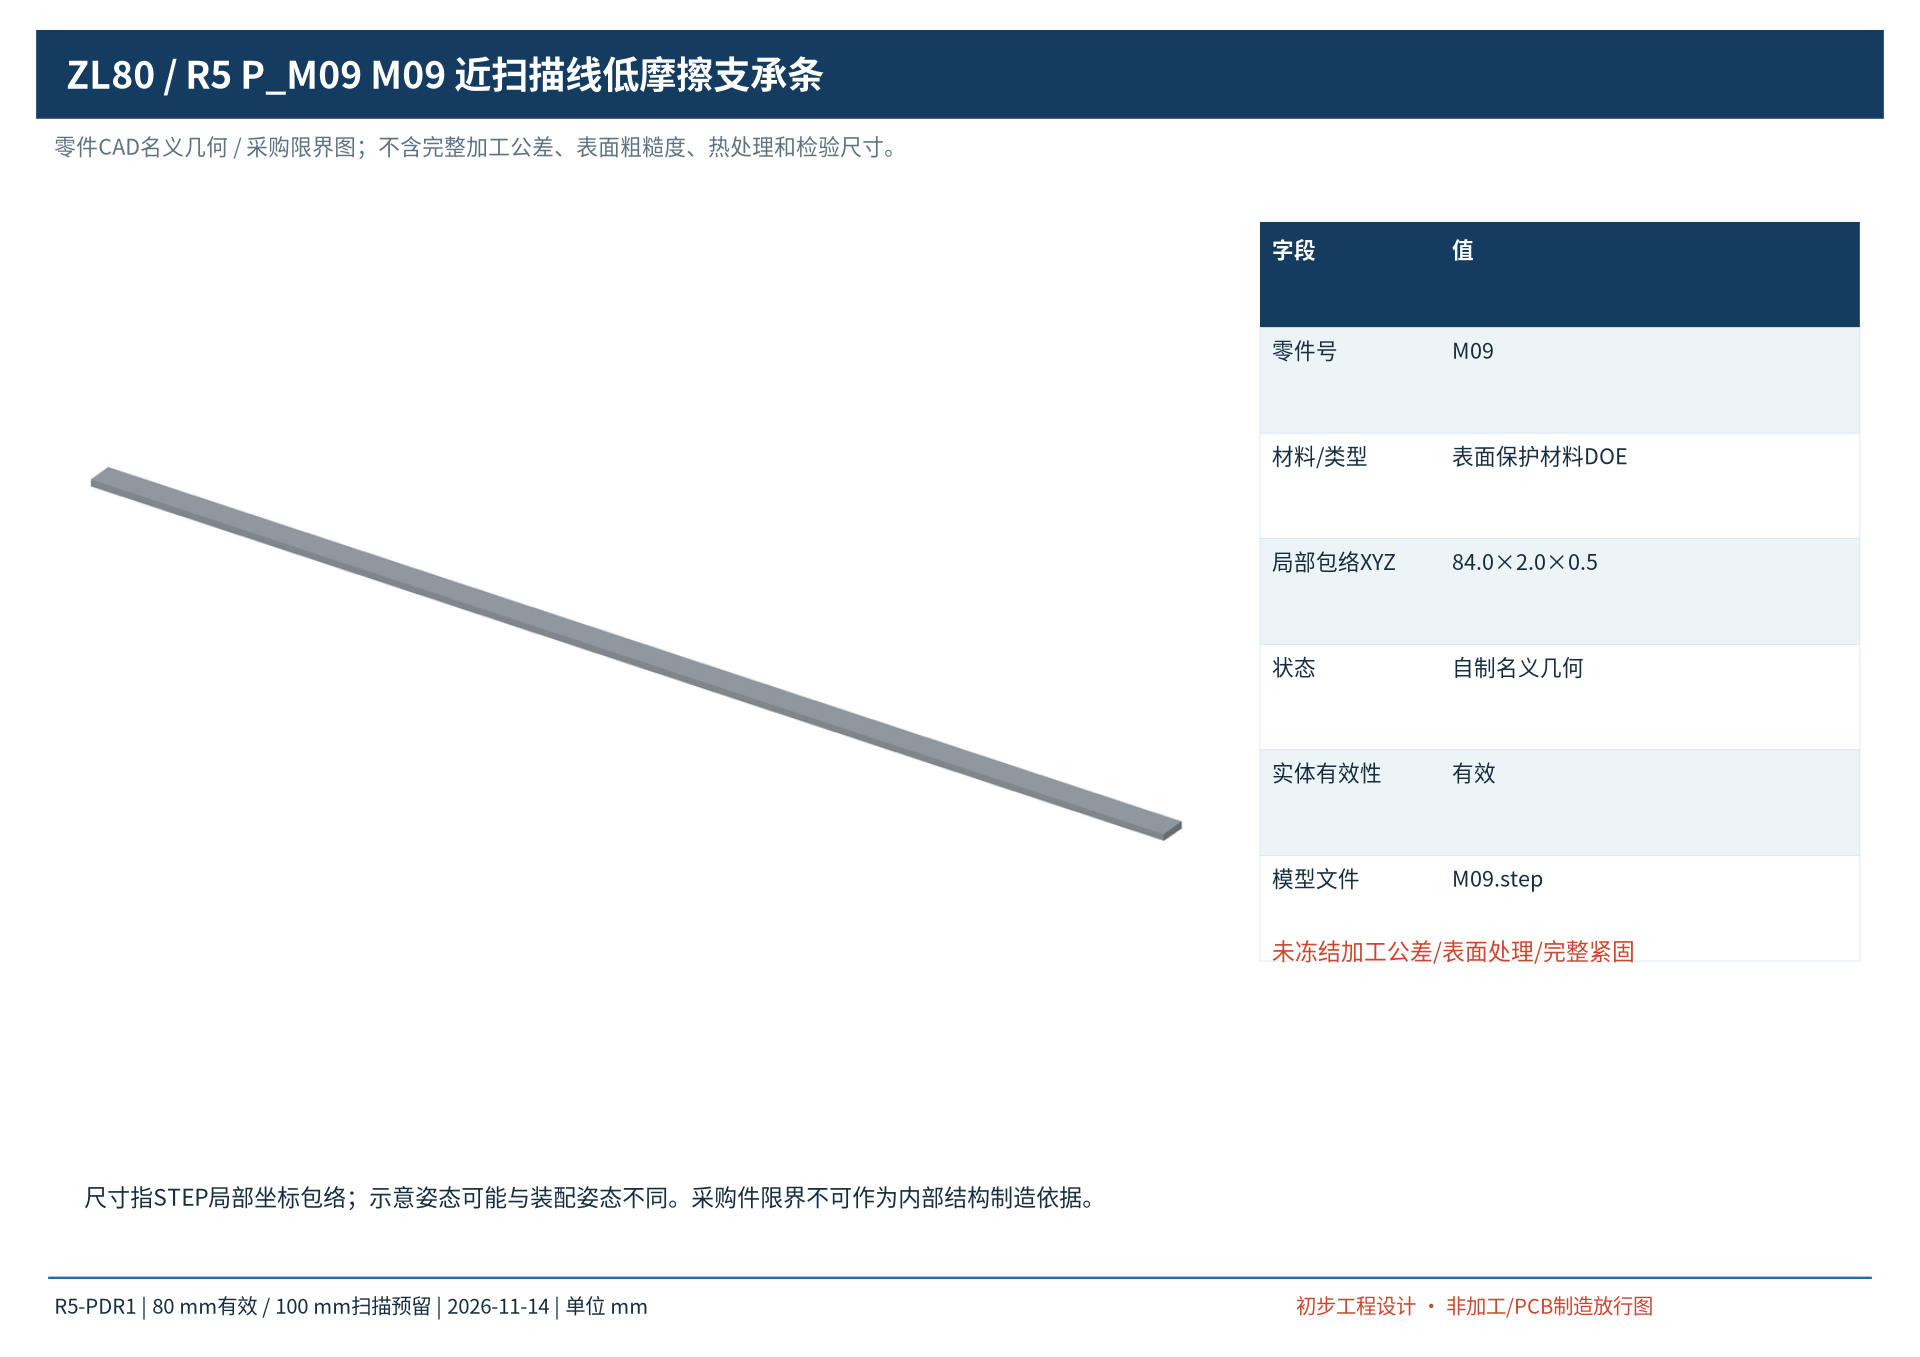 ZL80 / R5 P_M09 M09 近扫描线低摩擦支承条
零件CAD名义几何 / 采购限界图；不含完整加工公差、表面粗糙度、热处理和检验尺寸。
字段 值
零件号 M09
材料/类型 表面保护材料DOE
局部包络XYZ 84.0×2.0×0.5
状态 自制名义几何
实体有效性 有效
模型文件 M09.step
未冻结加工公差/表面处理/完整紧固
尺寸指STEP局部坐标包络；示意姿态可能与装配姿态不同。采购件限界不可作为内部结构制造依据。
R5-PDR1 | 80 mm有效 / 100 mm扫描预留 | 2026-11-14 | 单位 mm
初步工程设计 · 非加工/PCB制造放行图